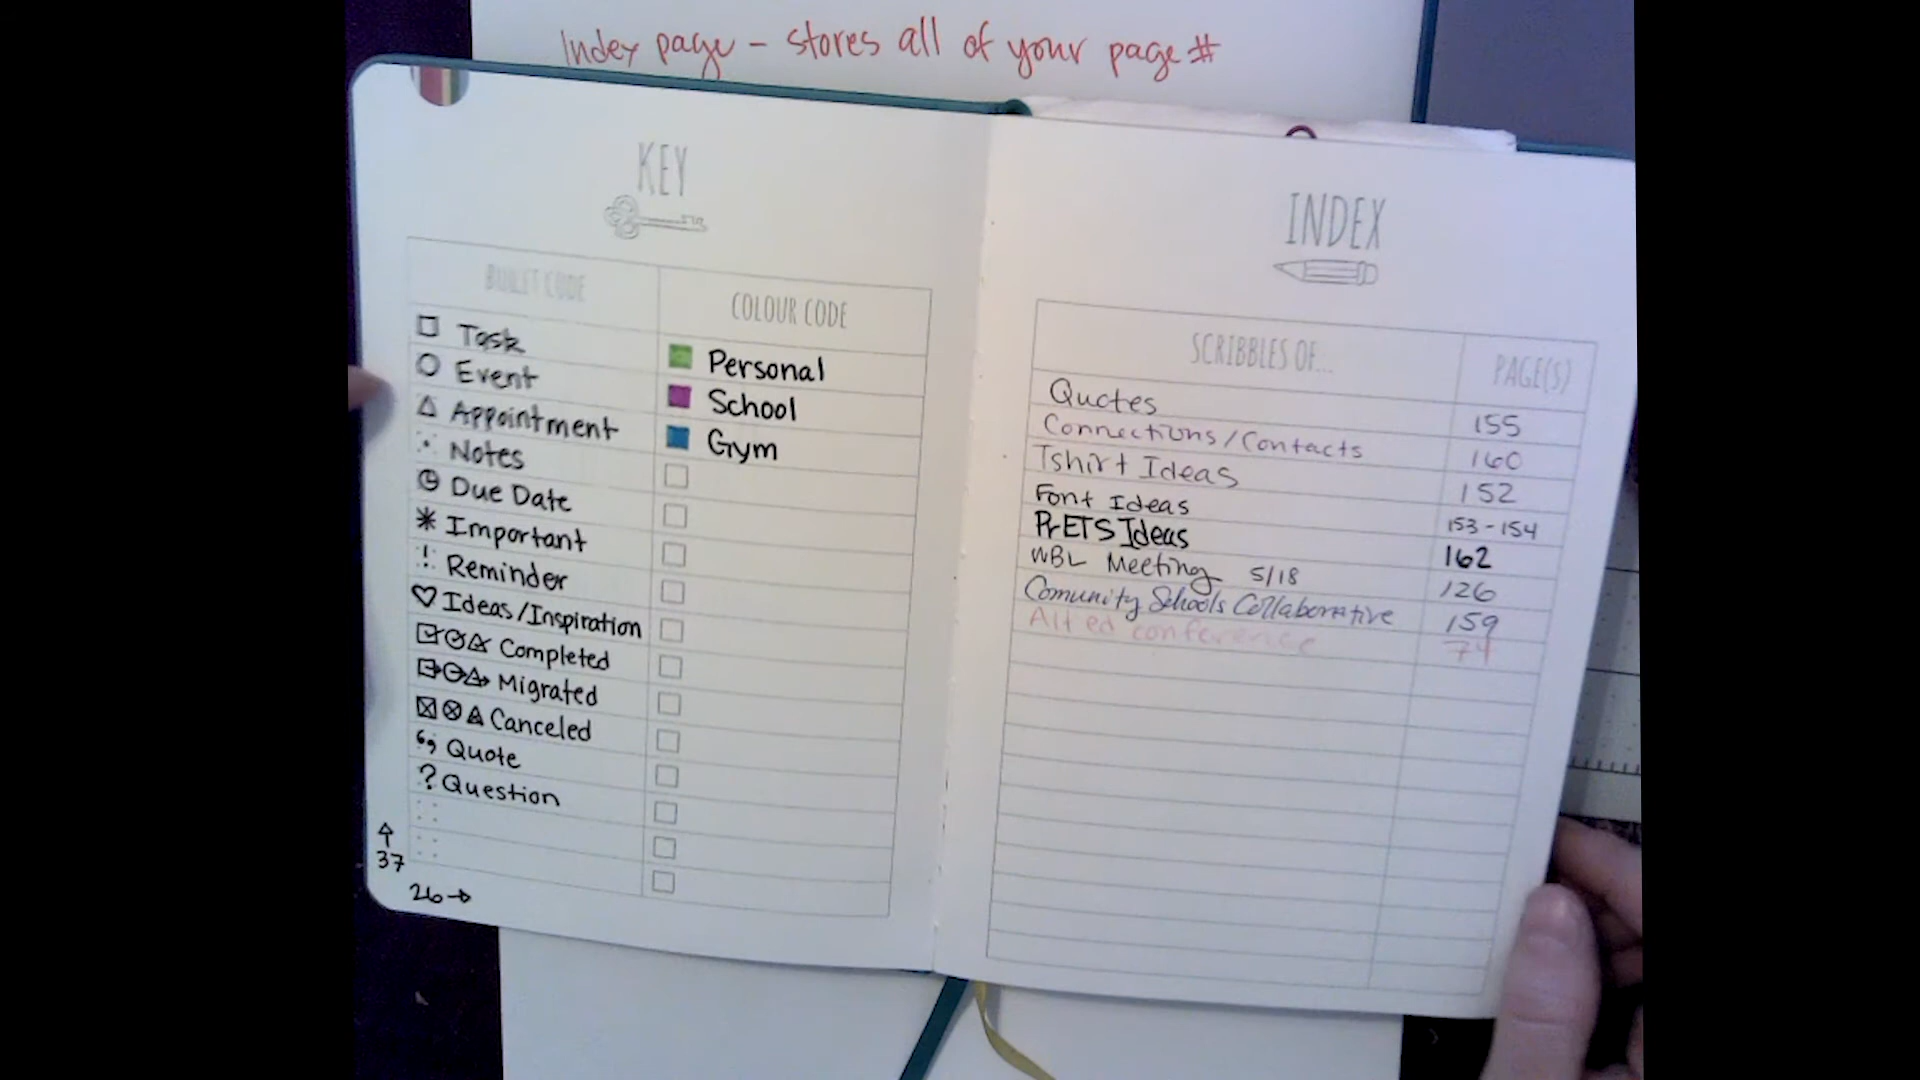 Index page - stores all of your page #
KEY
BULLET CODE
COLOUR CODE
Task
Event
Appointment
Notes
Due Date
Important
Reminder
Ideas/Inspiration
Completed
Migrated
Canceled
Quote
? Question
37
26
Personal
School
Gym
INDEX
SCRIBBLES OF... PAGE(S)
Quotes 155
Connections/Contacts 160
Tshirt Ideas 152
Font Ideas 153-154
PrETS Ideas 162
WBL Meeting 5/18 126
Comunity Schools Collaborative 159
Alt ed conference 74